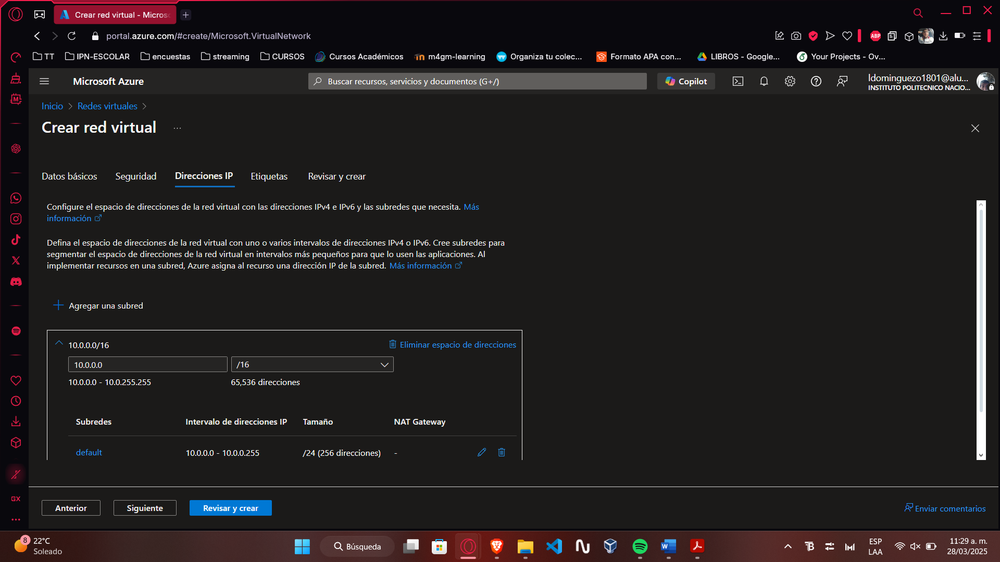 Crear red virtual - Micros
portal.azure.com/#create/Microsoft.VirtualNetwork
ABP
TT
IPN-ESCOLAR
encuestas
streaming
CURSOS
Cursos Académicos
m4gm-learning
Organiza tu colec...
Formato APA con...
LIBROS - Google...
Your Projects - Ov...
Microsoft Azure
Buscar recursos, servicios y documentos (G+/)
Copilot
ldominguezo1801@alu...
INSTITUTO POLITECNICO NACIO...
Inicio > Redes virtuales >
Crear red virtual ...
Datos básicos
Seguridad
Direcciones IP
Etiquetas
Revisar y crear
Configure el espacio de direcciones de la red virtual con las direcciones IPv4 e IPv6 y las subredes que necesita. Más
información
Defina el espacio de direcciones de la red virtual con uno o varios intervalos de direcciones IPv4 o IPv6. Cree subredes para
segmentar el espacio de direcciones de la red virtual en intervalos más pequeños para que lo usen las aplicaciones. Al
implementar recursos en una subred, Azure asigna al recurso una dirección IP de la subred. Más información
Agregar una subred
10.0.0.0/16
Eliminar espacio de direcciones
10.0.0.0
/16
10.0.0.0 - 10.0.255.255
65,536 direcciones
Subredes
Intervalo de direcciones IP
Tamaño
NAT Gateway
default
10.0.0.0 - 10.0.0.255
/24 (256 direcciones)
-
Anterior
Siguiente
Revisar y crear
Enviar comentarios
GX
8
22°C
Soleado
Búsqueda
ESP
LAA
11:29 a. m.
28/03/2025